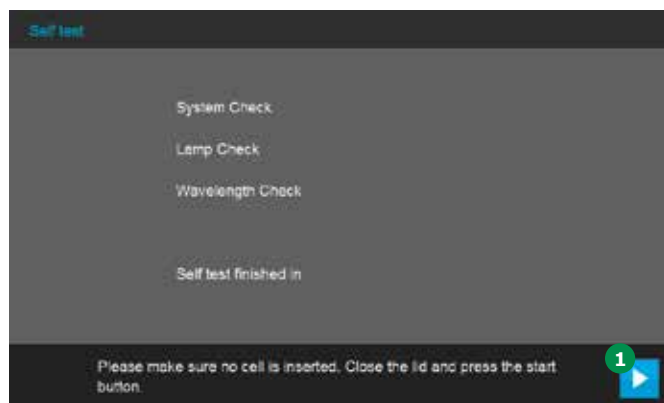 Self test
System Check
Lamp Check
Wavelength Check
Self test finished in
Please make sure no cell is inserted. Close the lid and press the start
button.
1